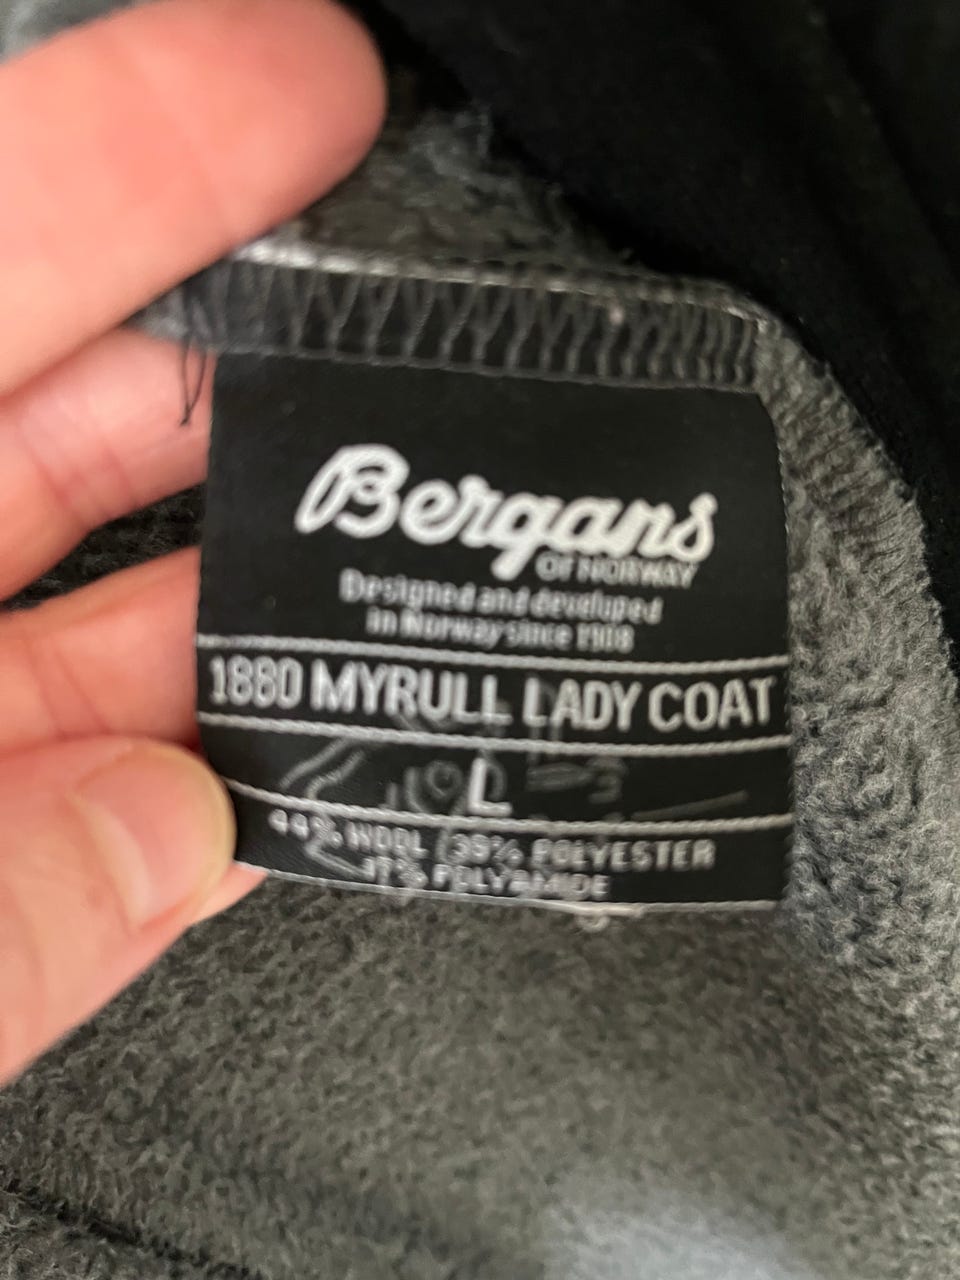 Bergans
OF NORWAY
Designed and developed
in Norway since 1908
1880 MYRULL LADY COAT
L
44% WOOL /39% POLYESTER
17% POLYAMIDE